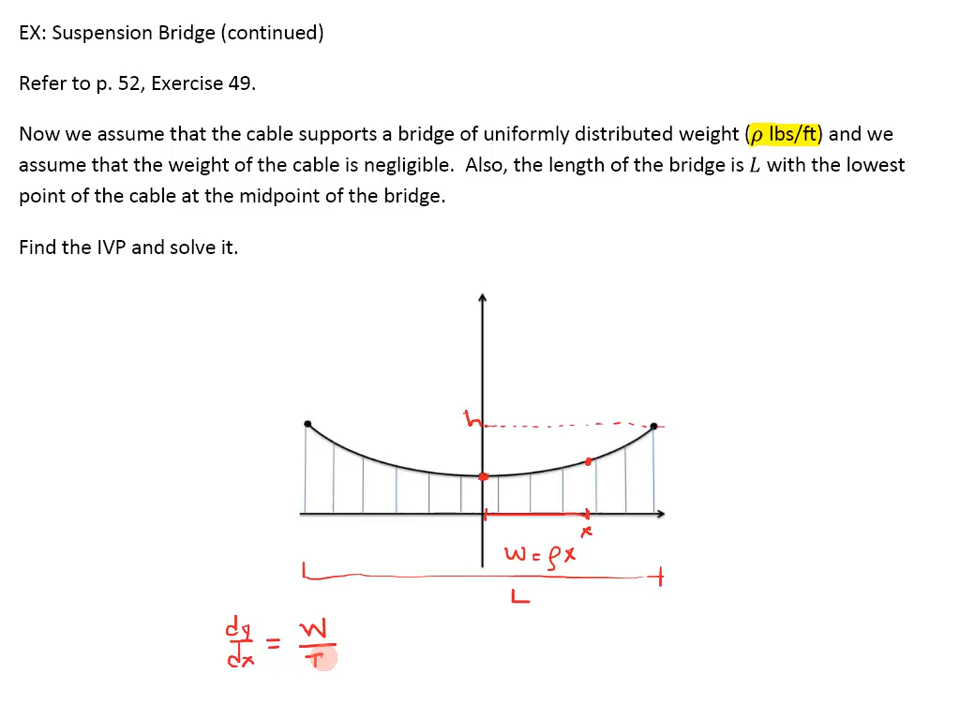 EX: Suspension Bridge (continued)
Refer to p. 52, Exercise 49.
Now we assume that the cable supports a bridge of uniformly distributed weight (ρ lbs/ft) and we
assume that the weight of the cable is negligible. Also, the length of the bridge is L with the lowest
point of the cable at the midpoint of the bridge.
Find the IVP and solve it.
h
x
W = ρx
L
dy/dx = W/T